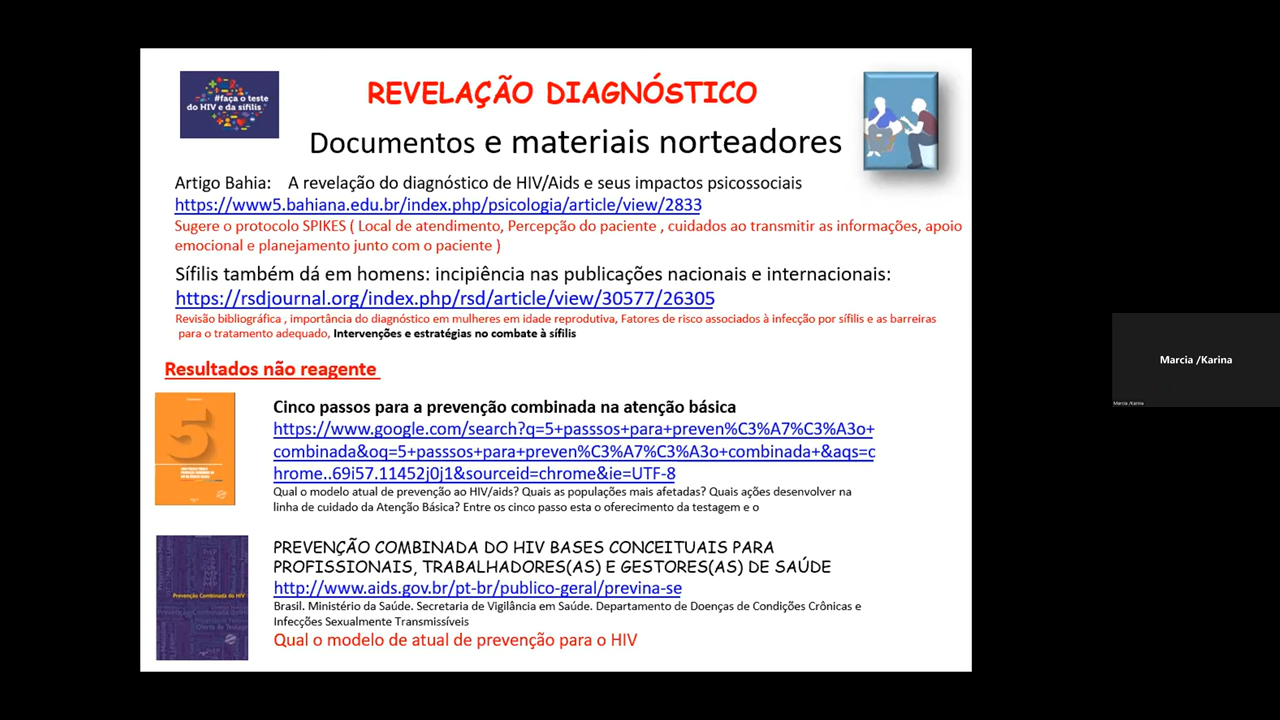 #faça o teste
do HIV e da sífilis
REVELAÇÃO DIAGNÓSTICO
Documentos e materiais norteadores
Artigo Bahia: A revelação do diagnóstico de HIV/Aids e seus impactos psicossociais
https://www5.bahiana.edu.br/index.php/psicologia/article/view/2833
Sugere o protocolo SPIKES ( Local de atendimento, Percepção do paciente , cuidados ao transmitir as informações, apoio
emocional e planejamento junto com o paciente )
Sífilis também dá em homens: incipiência nas publicações nacionais e internacionais:
https://rsdjournal.org/index.php/rsd/article/view/30577/26305
Revisão bibliográfica , importância do diagnóstico em mulheres em idade reprodutiva, Fatores de risco associados à infecção por sífilis e as barreiras
para o tratamento adequado, Intervenções e estratégias no combate à sífilis
Resultados não reagente
5
Cinco passos para a prevenção combinada na atenção básica
https://www.google.com/search?q=5+passsos+para+preven%C3%A7%C3%A3o+
combinada&oq=5+passsos+para+preven%C3%A7%C3%A3o+combinada+&aqs=c
hrome..69i57.11452j0j1&sourceid=chrome&ie=UTF-8
Qual o modelo atual de prevenção ao HIV/aids? Quais as populações mais afetadas? Quais ações desenvolver na
linha de cuidado da Atenção Básica? Entre os cinco passo esta o oferecimento da testagem e o
Prevenção Combinada do HIV
PREVENÇÃO COMBINADA DO HIV BASES CONCEITUAIS PARA
PROFISSIONAIS, TRABALHADORES(AS) E GESTORES(AS) DE SAÚDE
http://www.aids.gov.br/pt-br/publico-geral/previna-se
Brasil. Ministério da Saúde. Secretaria de Vigilância em Saúde. Departamento de Doenças de Condições Crônicas e
Infecções Sexualmente Transmissíveis
Qual o modelo de atual de prevenção para o HIV
Marcia /Karina
Marcia /Karina